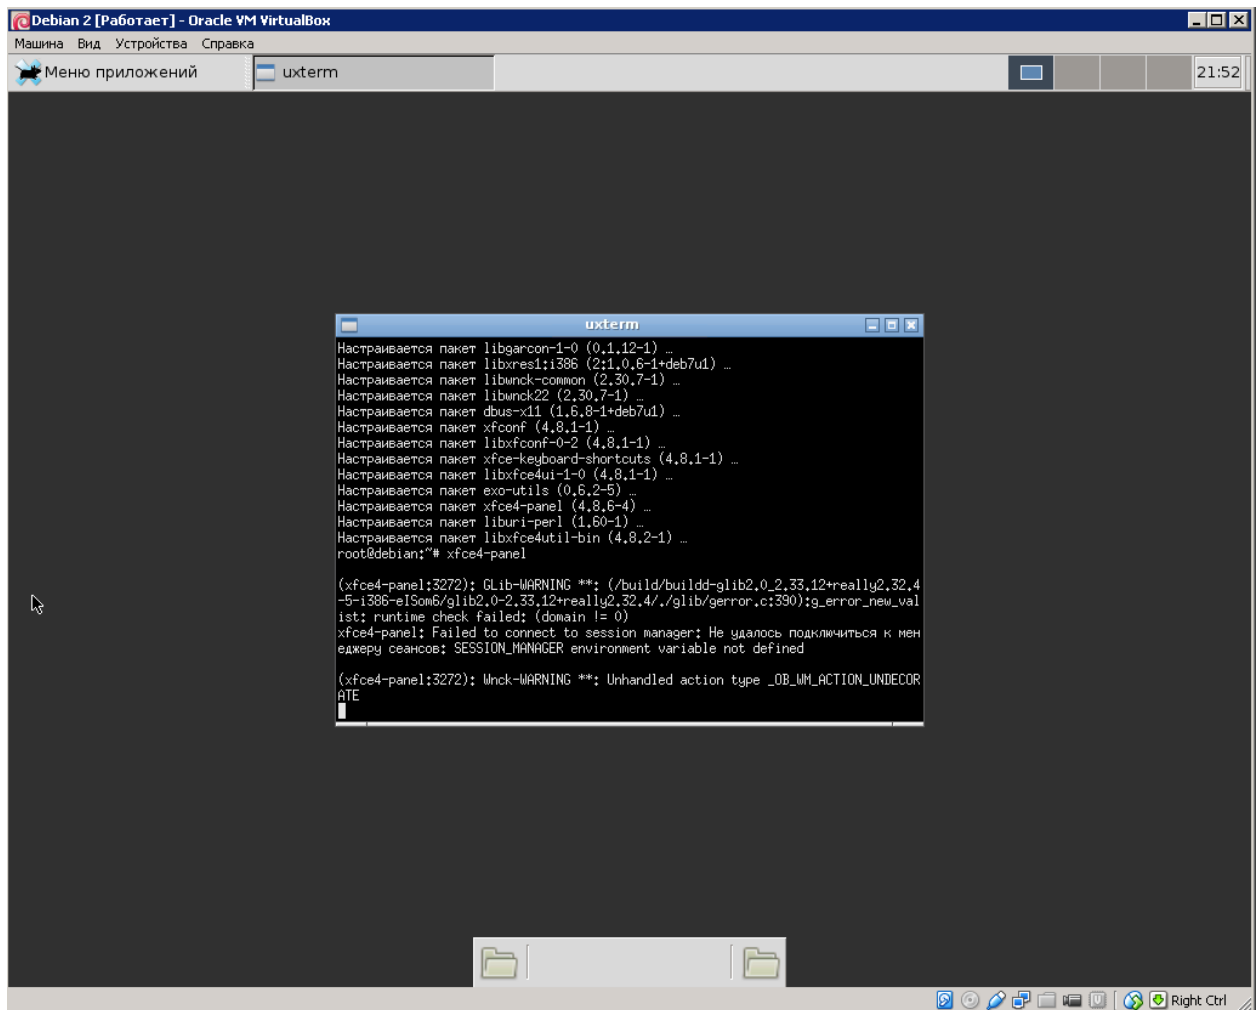 Debian 2 [Работает] - Oracle VM VirtualBox
Машина Вид Устройства Справка
Меню приложений uxterm 21:52
uxterm
Настраивается пакет libgarcon-1-0 (0.1.12-1) …
Настраивается пакет libxres1:i386 (2:1.0.6-1+deb7u1) …
Настраивается пакет libwnck-common (2.30.7-1) …
Настраивается пакет libwnck22 (2.30.7-1) …
Настраивается пакет dbus-x11 (1.6.8-1+deb7u1) …
Настраивается пакет xfconf (4.8.1-1) …
Настраивается пакет libxfconf-0-2 (4.8.1-1) …
Настраивается пакет xfce-keyboard-shortcuts (4.8.1-1) …
Настраивается пакет libxfce4ui-1-0 (4.8.1-1) …
Настраивается пакет exo-utils (0.6.2-5) …
Настраивается пакет xfce4-panel (4.8.6-4) …
Настраивается пакет liburi-perl (1.60-1) …
Настраивается пакет libxfce4util-bin (4.8.2-1) …
root@debian:~# xfce4-panel
(xfce4-panel:3272): GLib-WARNING **: (/build/buildd-glib2.0_2.33.12+really2.32.4
-5-i386-eISom6/glib2.0-2.33.12+really2.32.4/./glib/gerror.c:390):g_error_new_val
ist: runtime check failed: (domain != 0)
xfce4-panel: Failed to connect to session manager: Не удалось подключиться к мен
еджеру сеансов: SESSION_MANAGER environment variable not defined
(xfce4-panel:3272): Wnck-WARNING **: Unhandled action type _OB_WM_ACTION_UNDECOR
ATE
Right Ctrl